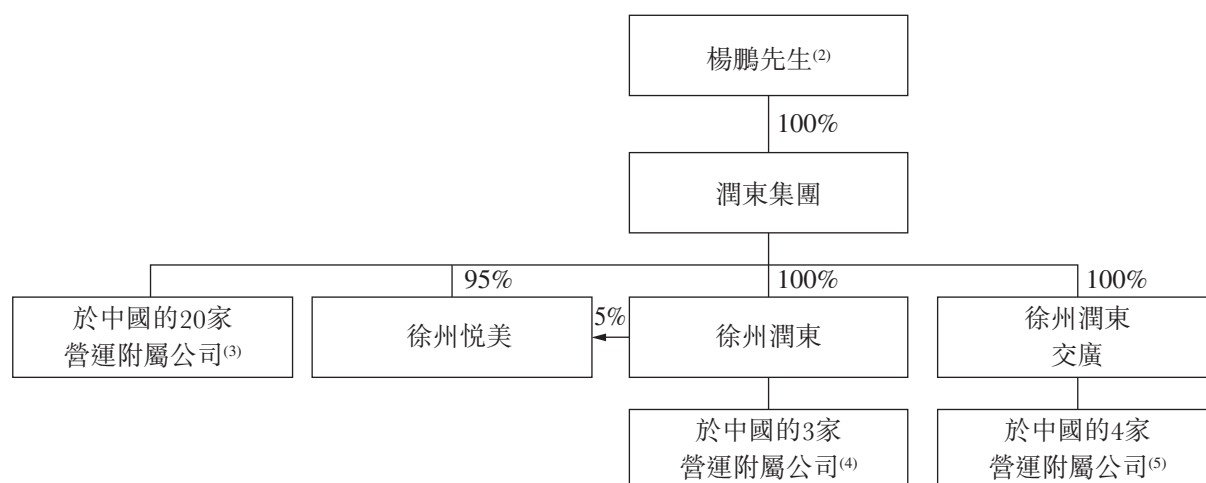 楊鵬先生(2)
100%
潤東集團
95%
100%
100%
於中國的20家
營運附屬公司(3)
徐州悦美
5%
徐州潤東
徐州潤東
交廣
於中國的3家
營運附屬公司(4)
於中國的4家
營運附屬公司(5)